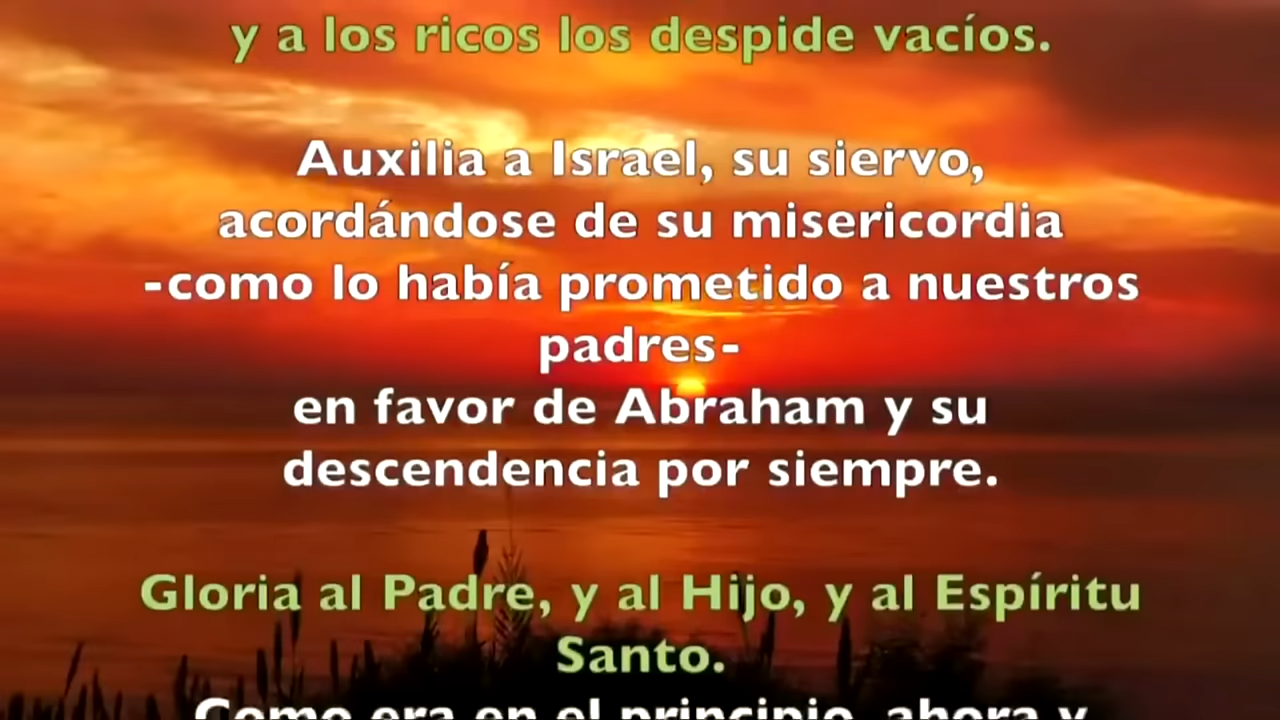 y a los ricos los despide vacíos.
Auxilia a Israel, su siervo,
acordándose de su misericordia
-como lo había prometido a nuestros
padres-
en favor de Abraham y su
descendencia por siempre.
Gloria al Padre, y al Hijo, y al Espíritu
Santo.
Como era en el principio, ahora y